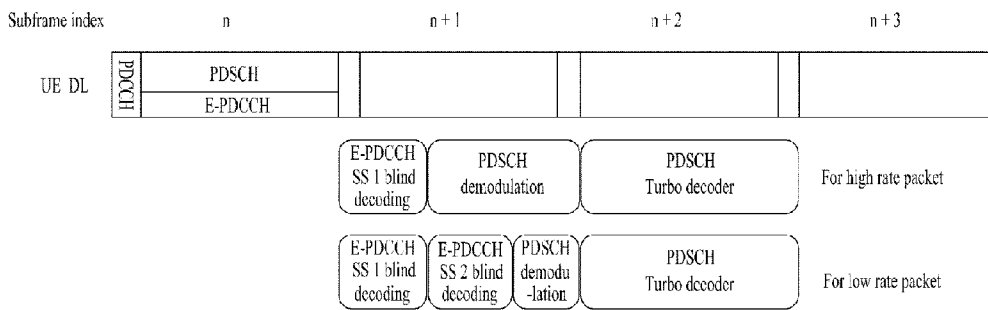 Subframe index n n + 1 n + 2 n + 3
UE DL
PDCCH
PDSCH
E-PDCCH
E-PDCCH
SS 1 blind
decoding
PDSCH
demodulation
PDSCH
Turbo decoder
For high rate packet
E-PDCCH
SS 1 blind
decoding
E-PDCCH
SS 2 blind
decoding
PDSCH
demodu
-lation
PDSCH
Turbo decoder
For low rate packet